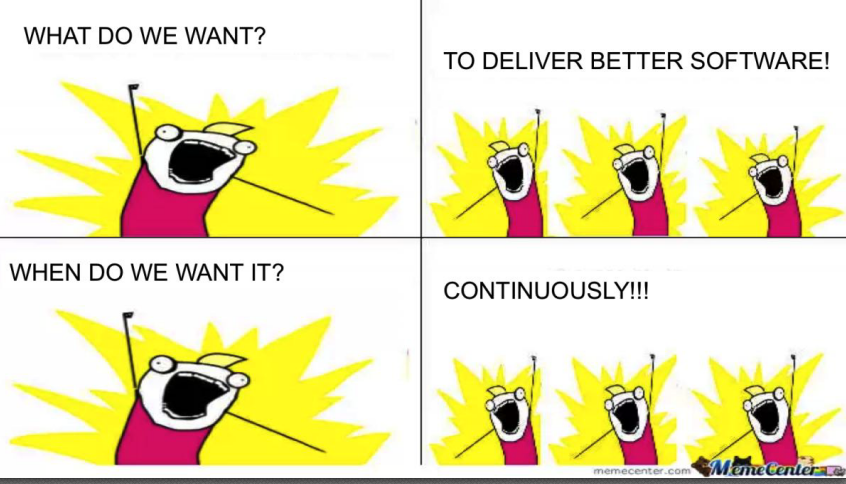 WHAT DO WE WANT?
TO DELIVER BETTER SOFTWARE!
WHEN DO WE WANT IT?
CONTINUOUSLY!!!
memecenter.com MemeCenter